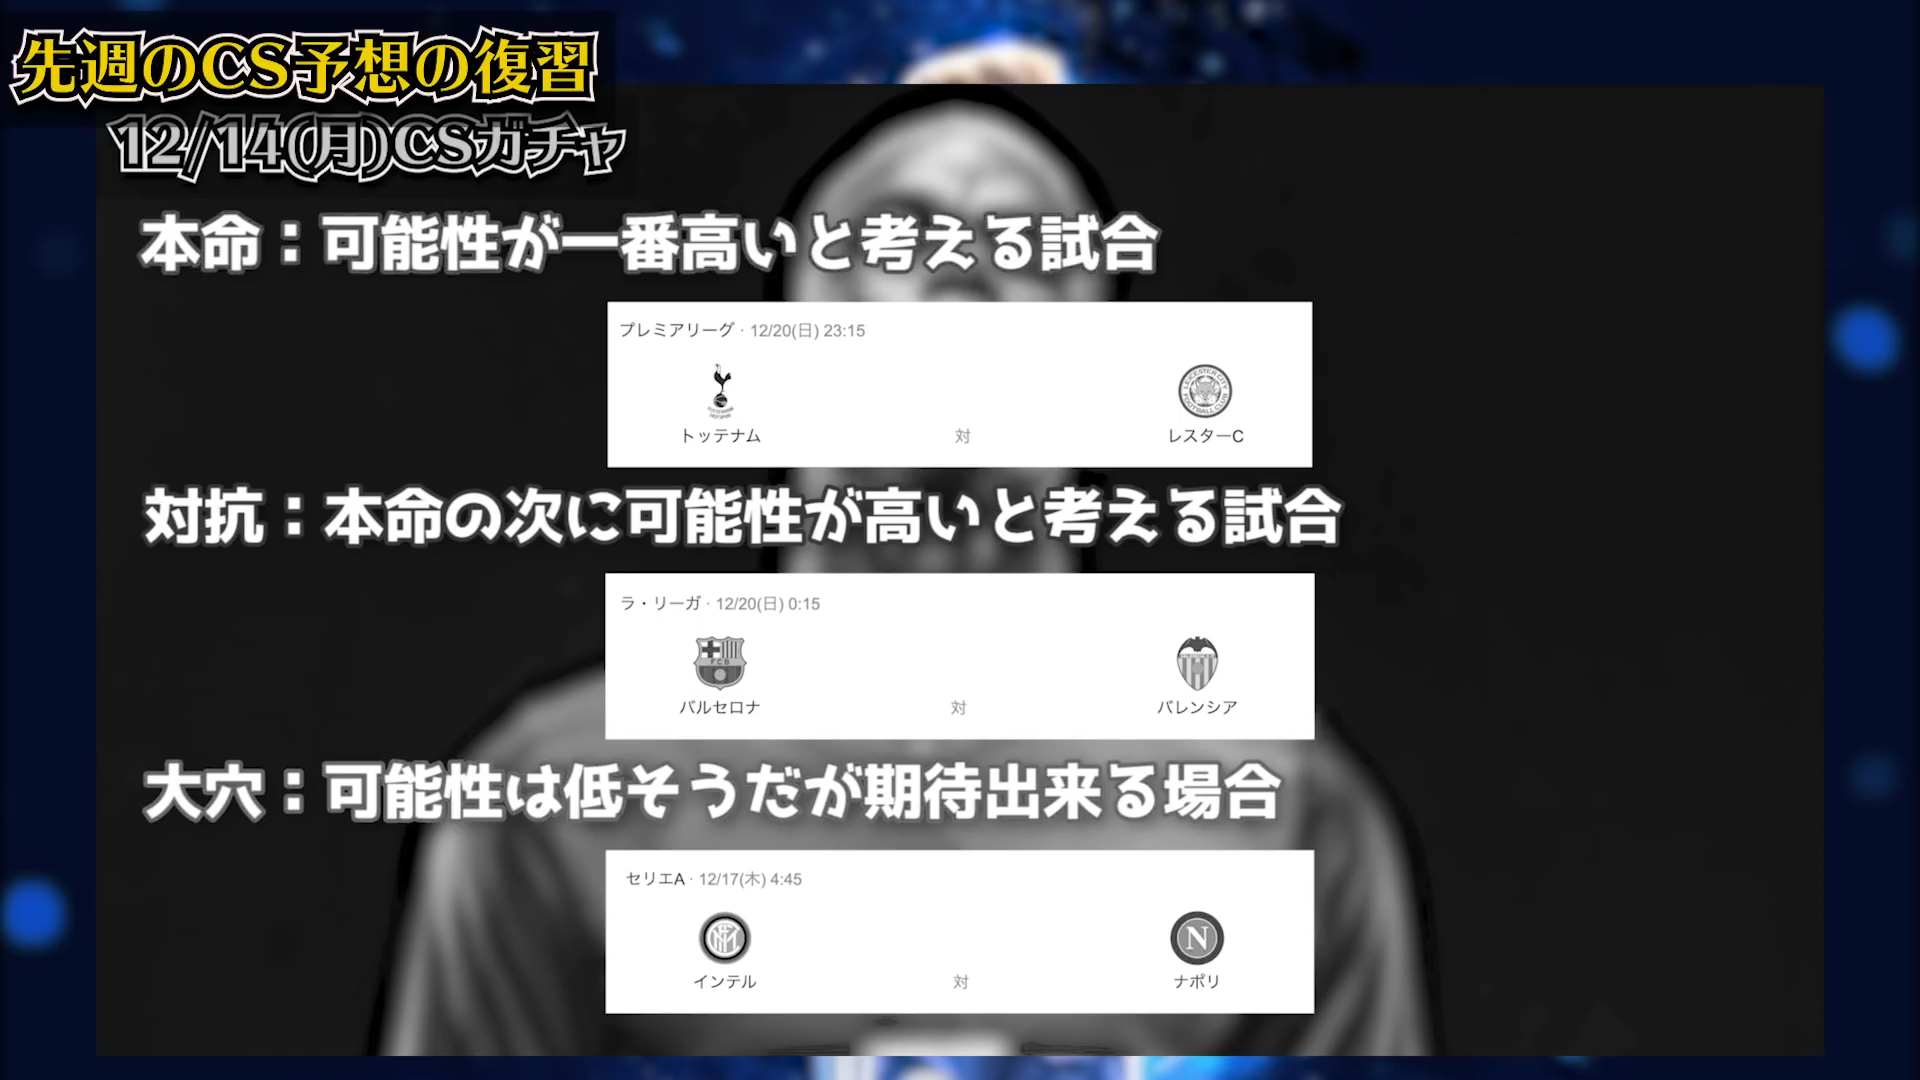 先週のCS予想の復習
12/14(月)CSガチャ
本命：可能性が一番高いと考える試合
プレミアリーグ · 12/20(日) 23:15
トッテナム 対 レスターC
対抗：本命の次に可能性が高いと考える試合
ラ・リーガ · 12/20(日) 0:15
FCB
バルセロナ 対 バレンシア
大穴：可能性は低そうだが期待出来る場合
セリエA · 12/17(木) 4:45
N
インテル 対 ナポリ